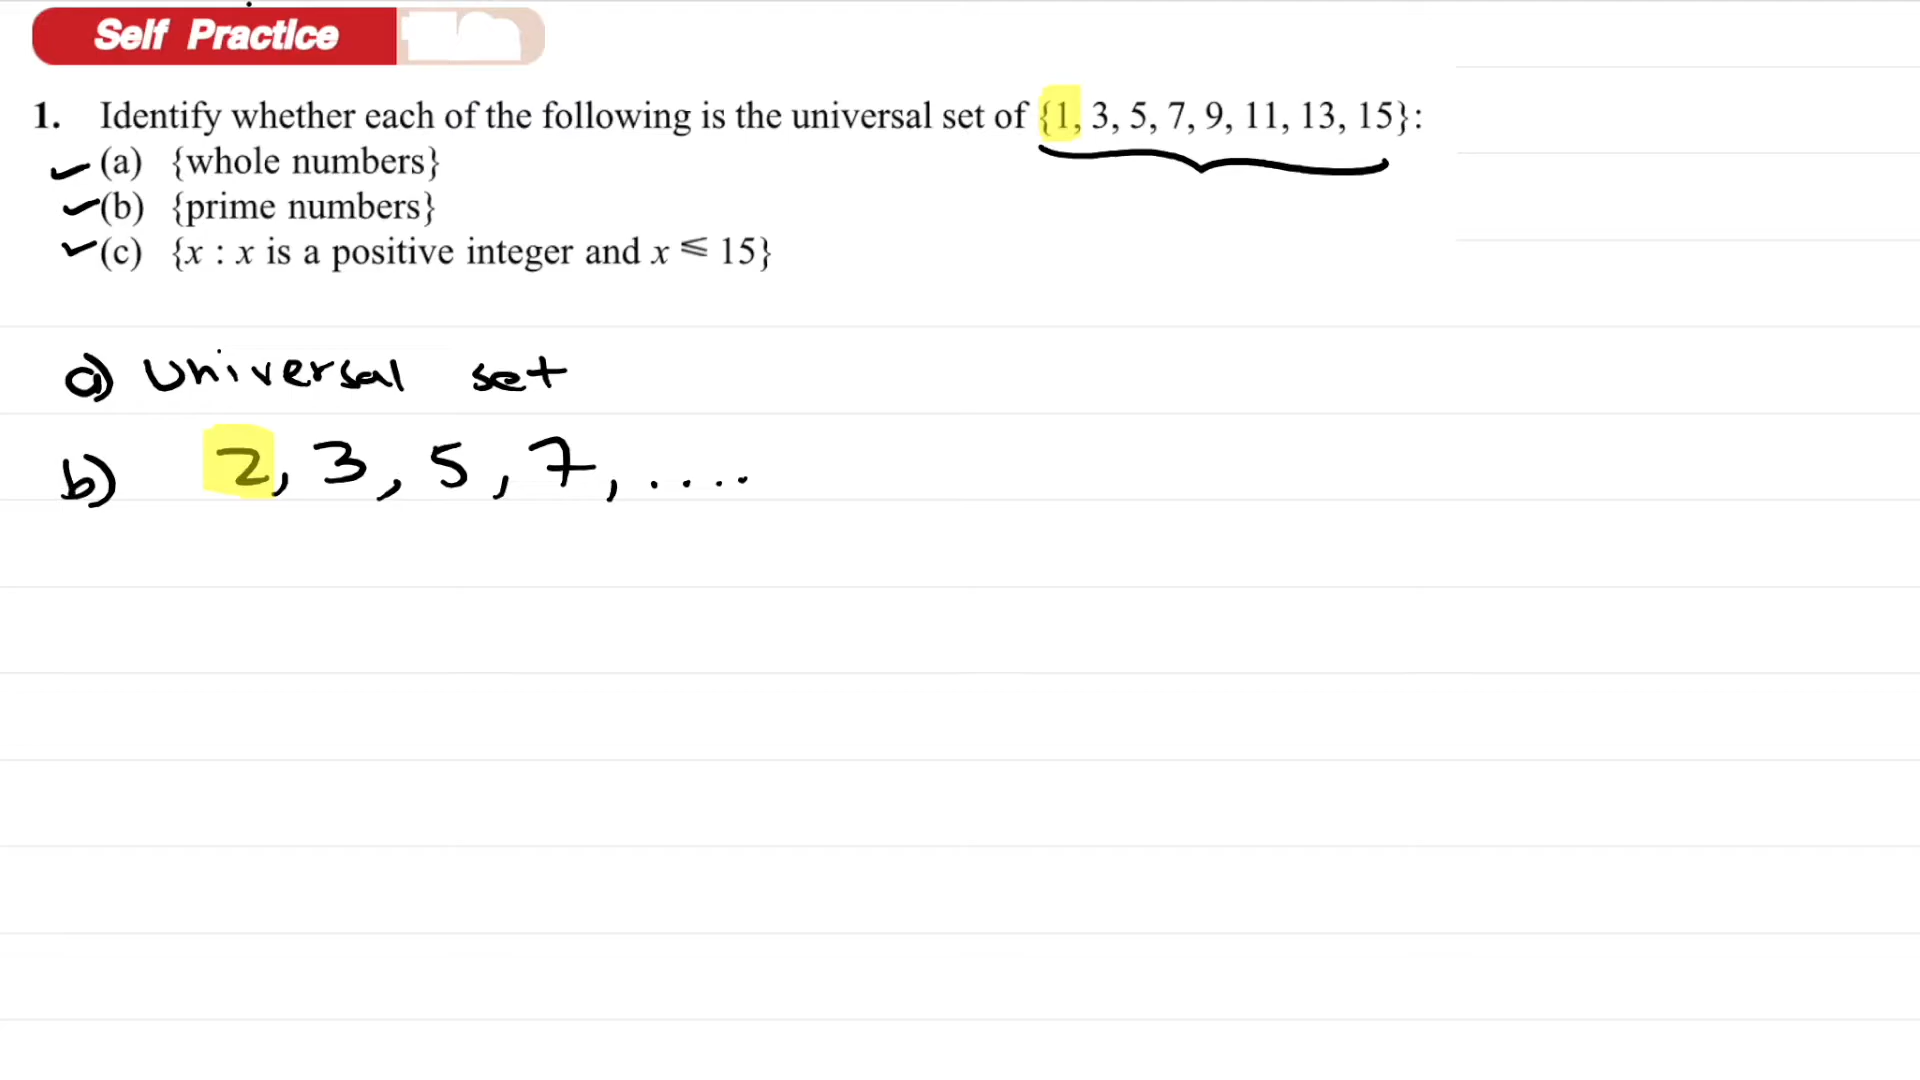 Self Practice
1. Identify whether each of the following is the universal set of {1, 3, 5, 7, 9, 11, 13, 15}:
(a) {whole numbers}
(b) {prime numbers}
(c) {x : x is a positive integer and x ⩽ 15}
a) Universal set
b) 2, 3, 5, 7, ....